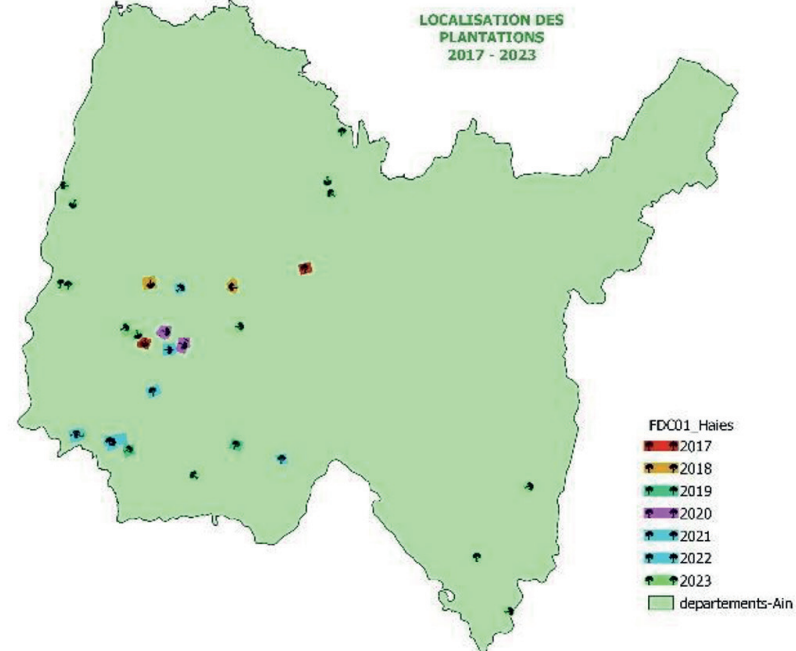 LOCALISATION DES
PLANTATIONS
2017 - 2023
FDC01_Haies
2017
2018
2019
2020
2021
2022
2023
departements-Ain